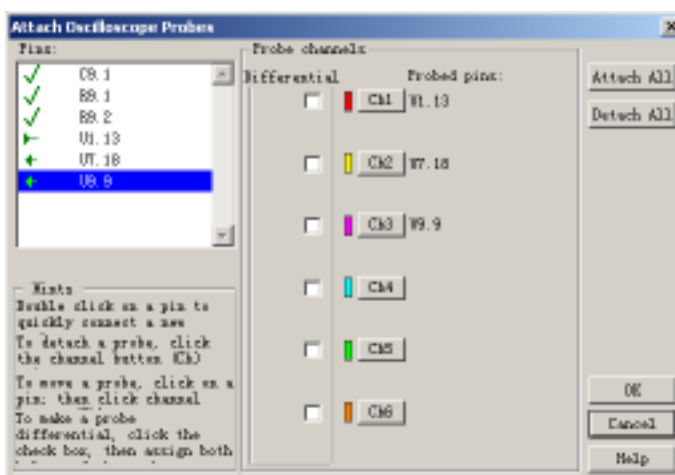 Attach Oscilloscope Probes
Pins:
C9.1
R9.1
R9.2
U1.13
U7.18
U9.9
Hints
Double click on a pin to
quickly connect a new
To detach a probe, click
the channel button (Ch)
To move a probe, click on a
pin; then click channel
To make a probe
differential, click the
check box, then assign both
Probe channels
Differential
Probed pins:
Ch1 U1.13
Ch2 U7.18
Ch3 U9.9
Ch4
Ch5
Ch6
Attach All
Detach All
OK
Cancel
Help